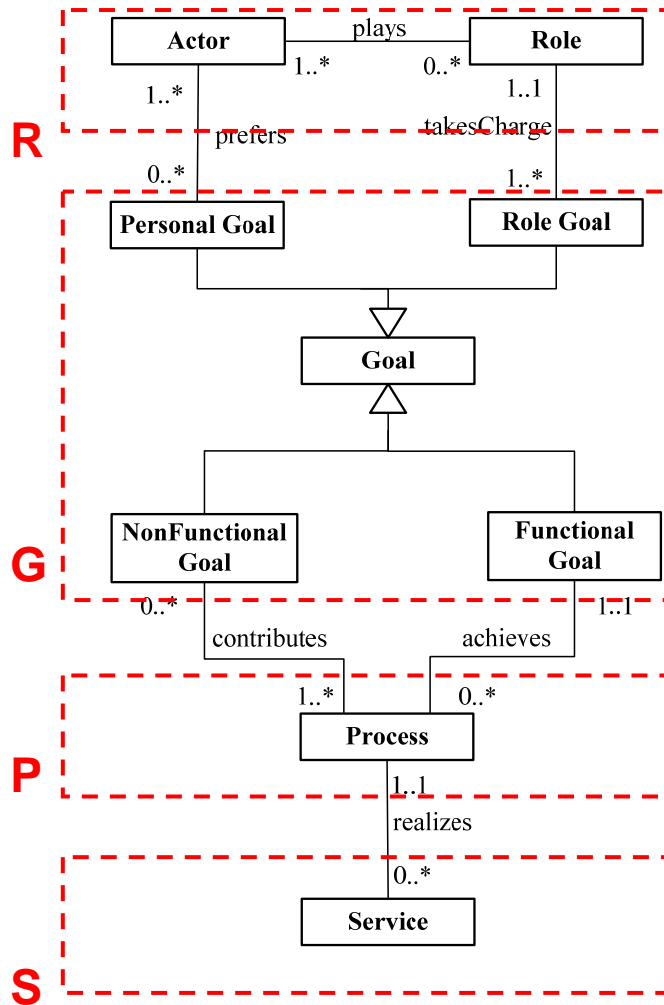 plays
Actor
Role
1..*
0..*
1..*
1..1
R
prefers
takesCharge
0..*
1..*
Personal Goal
Role Goal
Goal
NonFunctional
Goal
Functional
Goal
G
0..*
1..1
contributes
achieves
1..*
0..*
Process
P
1..1
realizes
0..*
Service
S